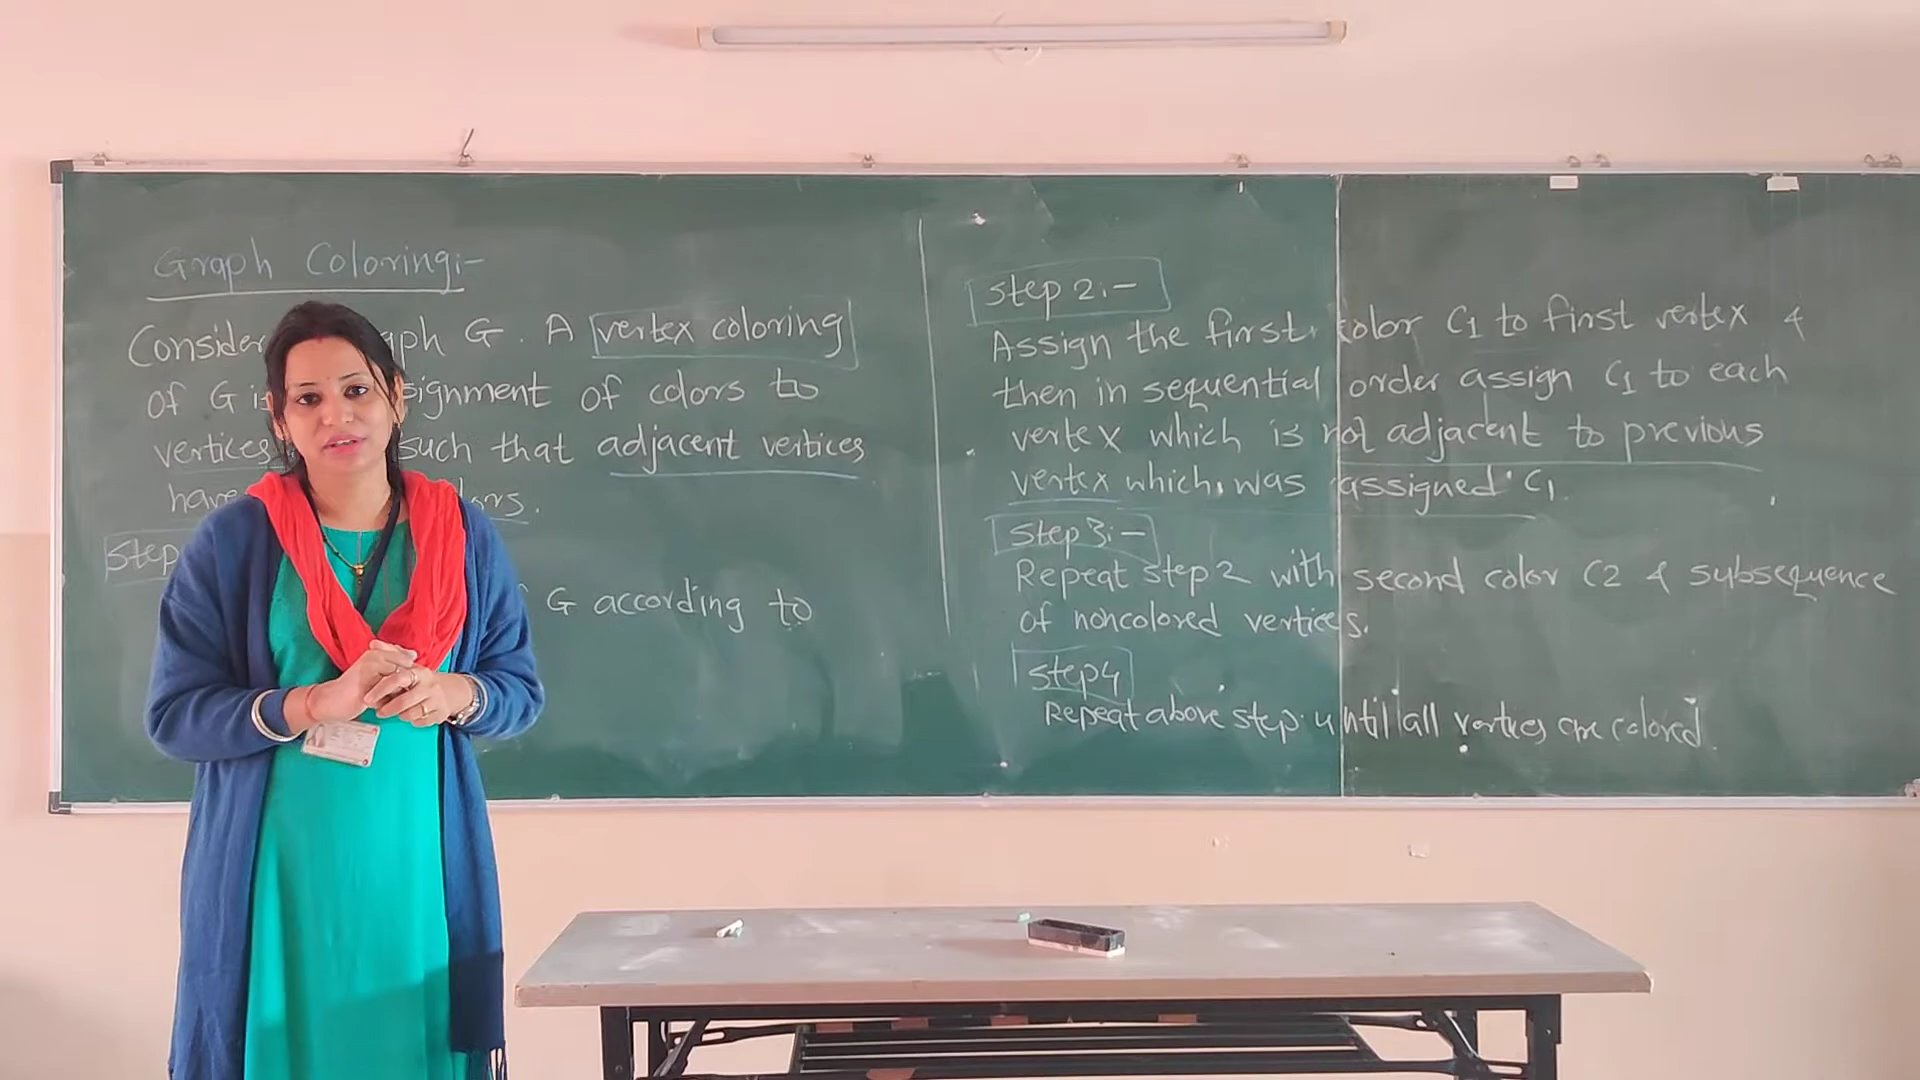 Graph Coloring:-
Consider graph G. A vertex coloring
of G is assignment of colors to
vertices such that adjacent vertices
have
step
G according to
step 2:-
Assign the first color C1 to first vertex &
then in sequential order assign C1 to each
vertex which is not adjacent to previous
vertex which was assigned C1.
step 3:-
Repeat step 2 with second color C2 & subsequence
of noncolored vertices.
step 4
Repeat above step until all vertices are colored.